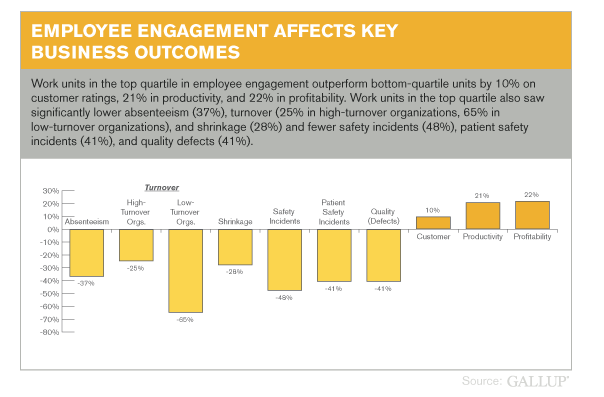 EMPLOYEE ENGAGEMENT AFFECTS KEY
BUSINESS OUTCOMES
Work units in the top quartile in employee engagement outperform bottom-quartile units by 10% on
customer ratings, 21% in productivity, and 22% in profitability. Work units in the top quartile also saw
significantly lower absenteeism (37%), turnover (25% in high-turnover organizations, 65% in
low-turnover organizations), and shrinkage (28%) and fewer safety incidents (48%), patient safety
incidents (41%), and quality defects (41%).
Turnover
30%
20%
10%
0%
-10%
-20%
-30%
-40%
-50%
-60%
-70%
-80%
Absenteeism
High-
Turnover
Orgs.
Low-
Turnover
Orgs.
Shrinkage
Safety
Incidents
Patient
Safety
Incidents
Quality
(Defects)
10%
21%
22%
Customer
Productivity
Profitability
-37%
-25%
-65%
-28%
-48%
-41%
-41%
Source: GALLUP®